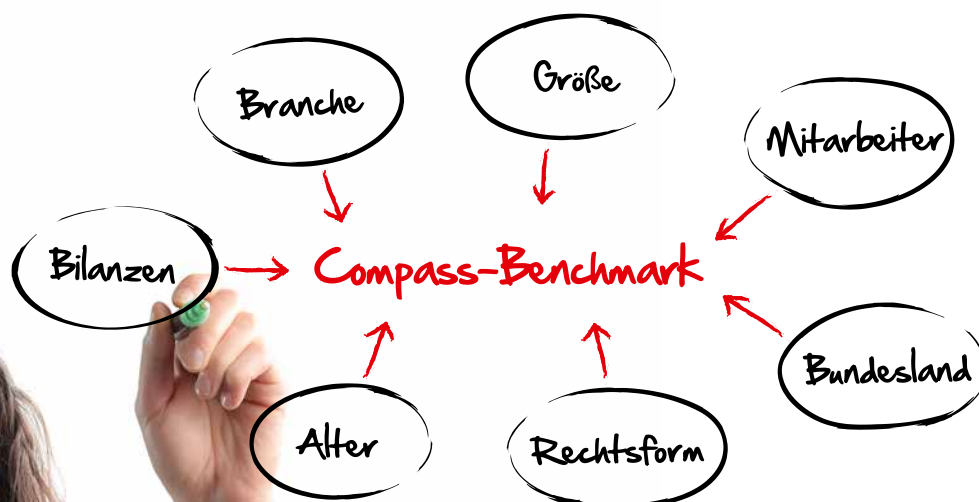 Größe
Branche
Mitarbeiter
Bilanzen
Compass-Benchmark
Bundesland
Alter
Rechtsform